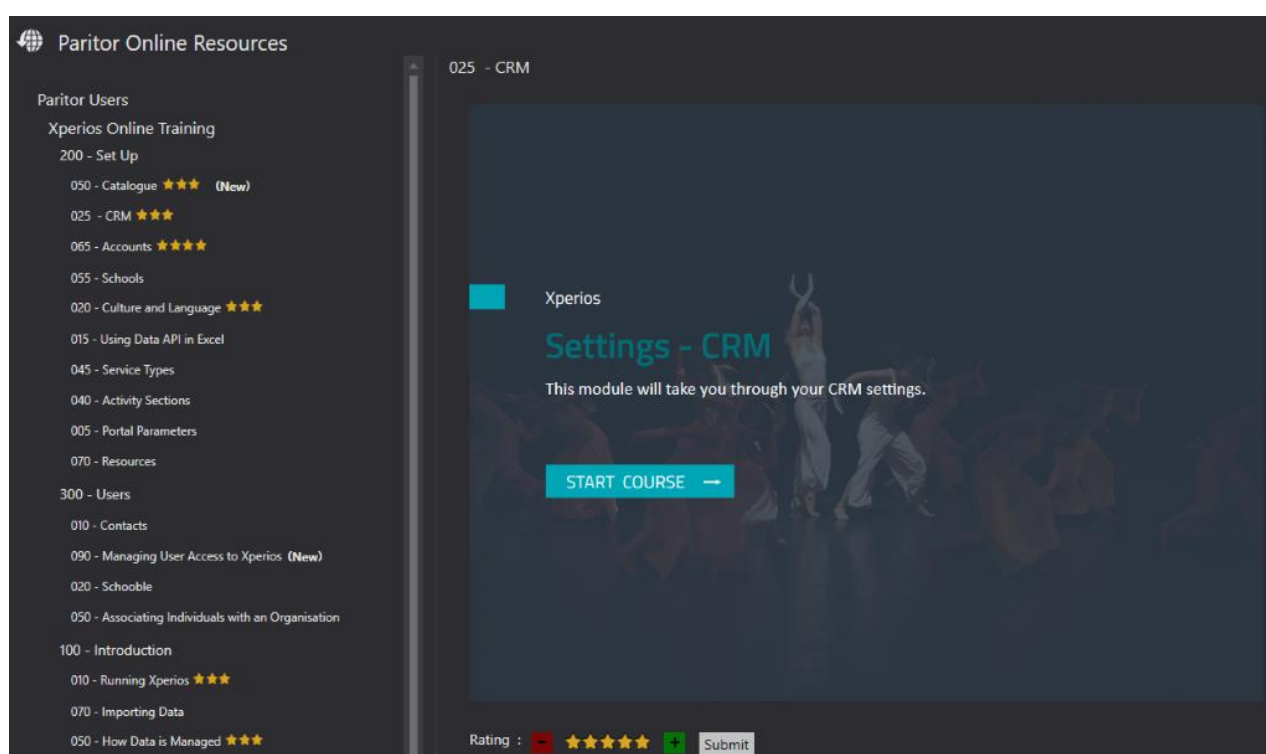 Paritor Online Resources
Paritor Users
Xperios Online Training
200 - Set Up
050 - Catalogue ★★★ (New)
025 - CRM ★★★
065 - Accounts ★★★★
055 - Schools
020 - Culture and Language ★★★
015 - Using Data API in Excel
045 - Service Types
040 - Activity Sections
005 - Portal Parameters
070 - Resources
300 - Users
010 - Contacts
090 - Managing User Access to Xperios (New)
020 - Schooble
050 - Associating Individuals with an Organisation
100 - Introduction
010 - Running Xperios ★★★
070 - Importing Data
050 - How Data is Managed ★★★
025 - CRM
Xperios
Settings - CRM
This module will take you through your CRM settings.
START COURSE →
Rating : - ★★★★★ + Submit